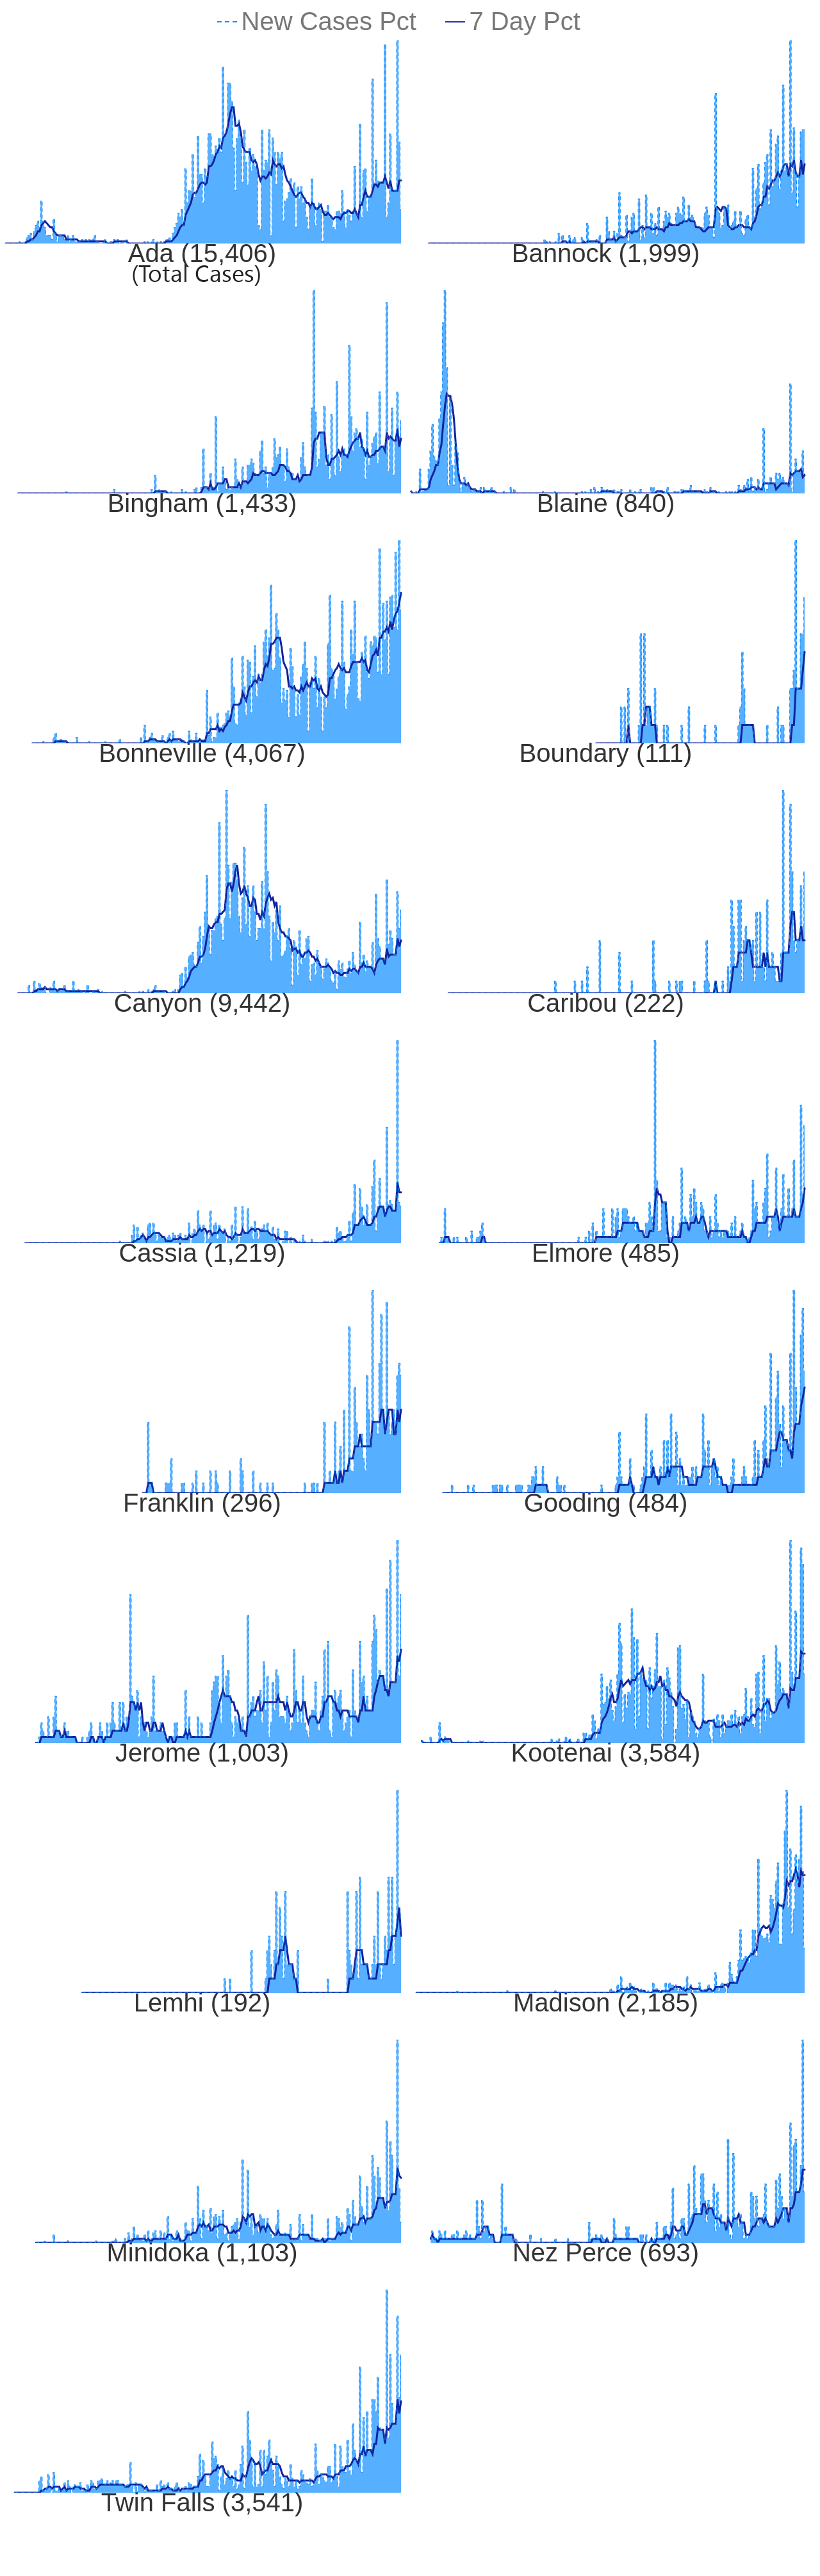 New Cases Pct 7 Day Pct
Ada (15,406)
(Total Cases)
Bannock (1,999)
Bingham (1,433)
Blaine (840)
Bonneville (4,067)
Boundary (111)
Canyon (9,442)
Caribou (222)
Cassia (1,219)
Elmore (485)
Franklin (296)
Gooding (484)
Jerome (1,003)
Kootenai (3,584)
Lemhi (192)
Madison (2,185)
Minidoka (1,103)
Nez Perce (693)
Twin Falls (3,541)